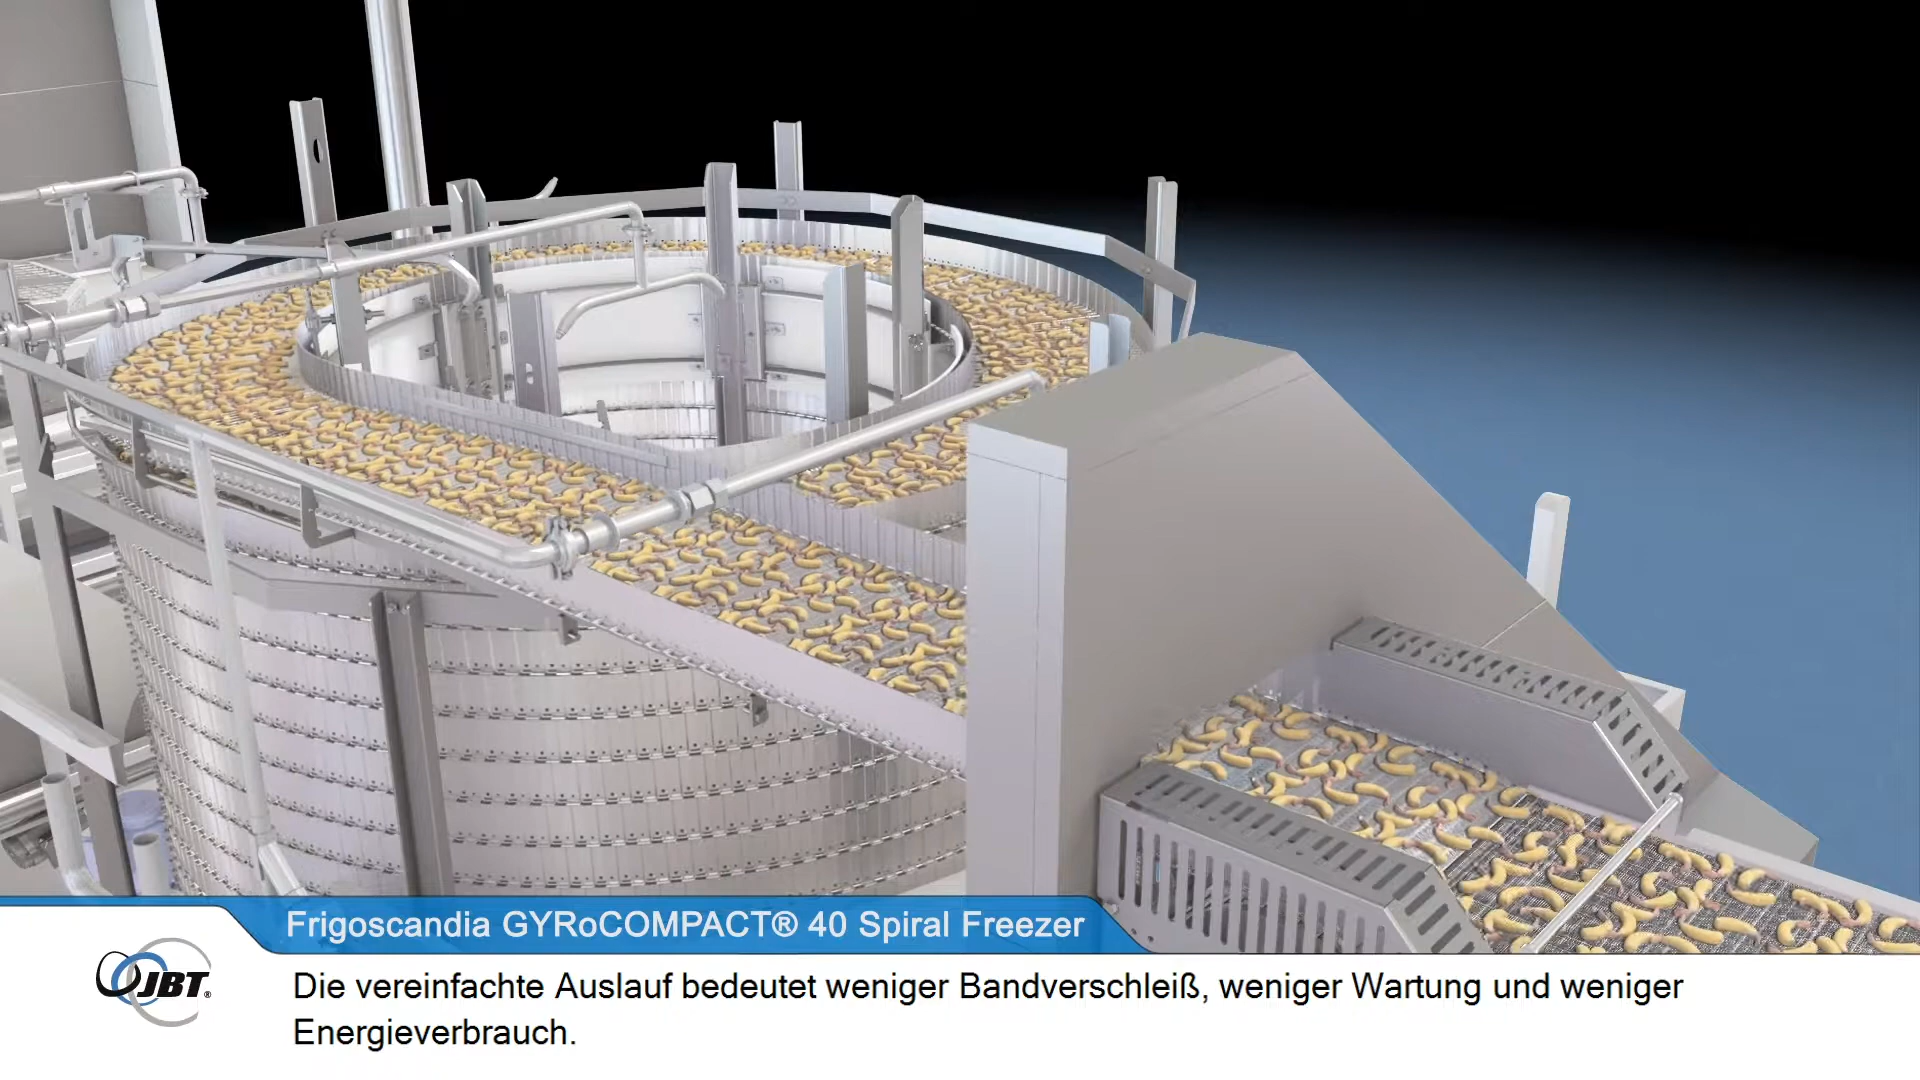 Frigoscandia GYRoCOMPACT® 40 Spiral Freezer
JBT®
Die vereinfachte Auslauf bedeutet weniger Bandverschleiß, weniger Wartung und weniger
Energieverbrauch.